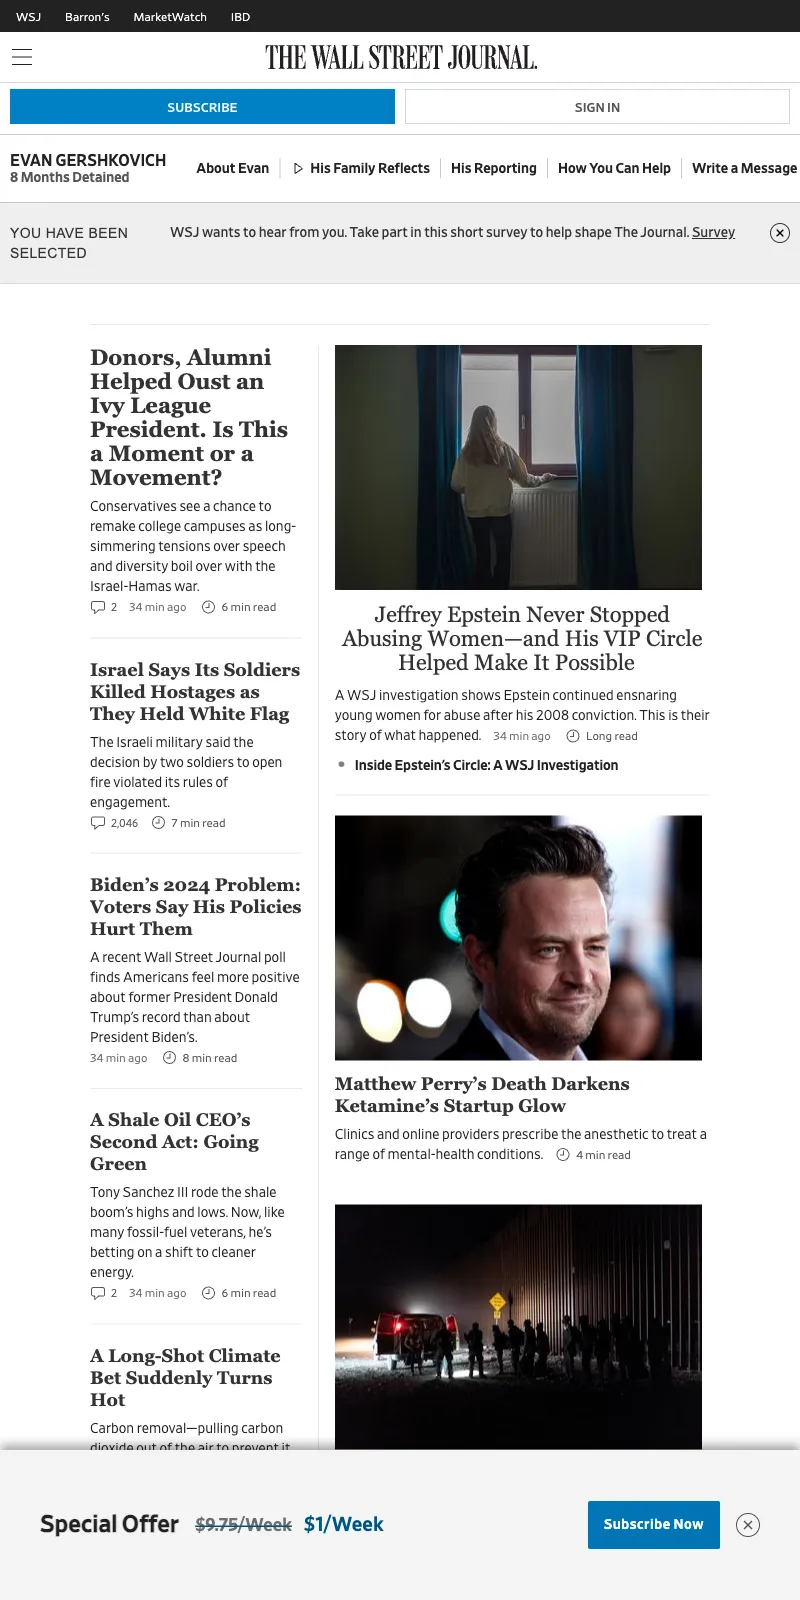 WSJ Barron's MarketWatch IBD
THE WALL STREET JOURNAL.
SUBSCRIBE
SIGN IN
EVAN GERSHKOVICH
8 Months Detained
About Evan
His Family Reflects
His Reporting
How You Can Help
Write a Message
YOU HAVE BEEN
SELECTED
WSJ wants to hear from you. Take part in this short survey to help shape The Journal. Survey
Donors, Alumni
Helped Oust an
Ivy League
President. Is This
a Moment or a
Movement?
Conservatives see a chance to
remake college campuses as long-
simmering tensions over speech
and diversity boil over with the
Israel-Hamas war.
2 34 min ago 6 min read
Israel Says Its Soldiers
Killed Hostages as
They Held White Flag
The Israeli military said the
decision by two soldiers to open
fire violated its rules of
engagement.
2,046 7 min read
Biden's 2024 Problem:
Voters Say His Policies
Hurt Them
A recent Wall Street Journal poll
finds Americans feel more positive
about former President Donald
Trump's record than about
President Biden's.
34 min ago 8 min read
A Shale Oil CEO's
Second Act: Going
Green
Tony Sanchez III rode the shale
boom's highs and lows. Now, like
many fossil-fuel veterans, he's
betting on a shift to cleaner
energy.
2 34 min ago 6 min read
A Long-Shot Climate
Bet Suddenly Turns
Hot
Carbon removal—pulling carbon
dioxide out of the air to prevent it
Jeffrey Epstein Never Stopped
Abusing Women—and His VIP Circle
Helped Make It Possible
A WSJ investigation shows Epstein continued ensnaring
young women for abuse after his 2008 conviction. This is their
story of what happened. 34 min ago Long read
Inside Epstein's Circle: A WSJ Investigation
Matthew Perry's Death Darkens
Ketamine's Startup Glow
Clinics and online providers prescribe the anesthetic to treat a
range of mental-health conditions. 4 min read
Special Offer $9.75/Week $1/Week
Subscribe Now